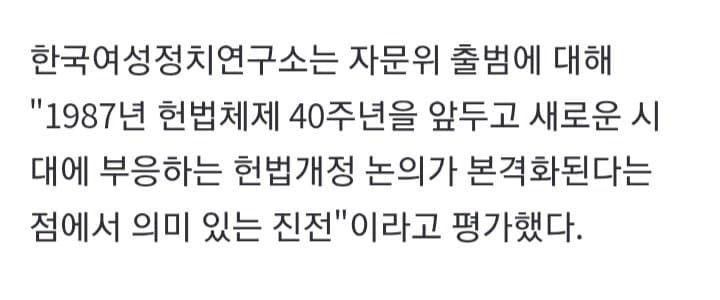 한국여성정치연구소는 자문위 출범에 대해
"1987년 헌법체제 40주년을 앞두고 새로운 시
대에 부응하는 헌법개정 논의가 본격화된다는
점에서 의미 있는 진전"이라고 평가했다.